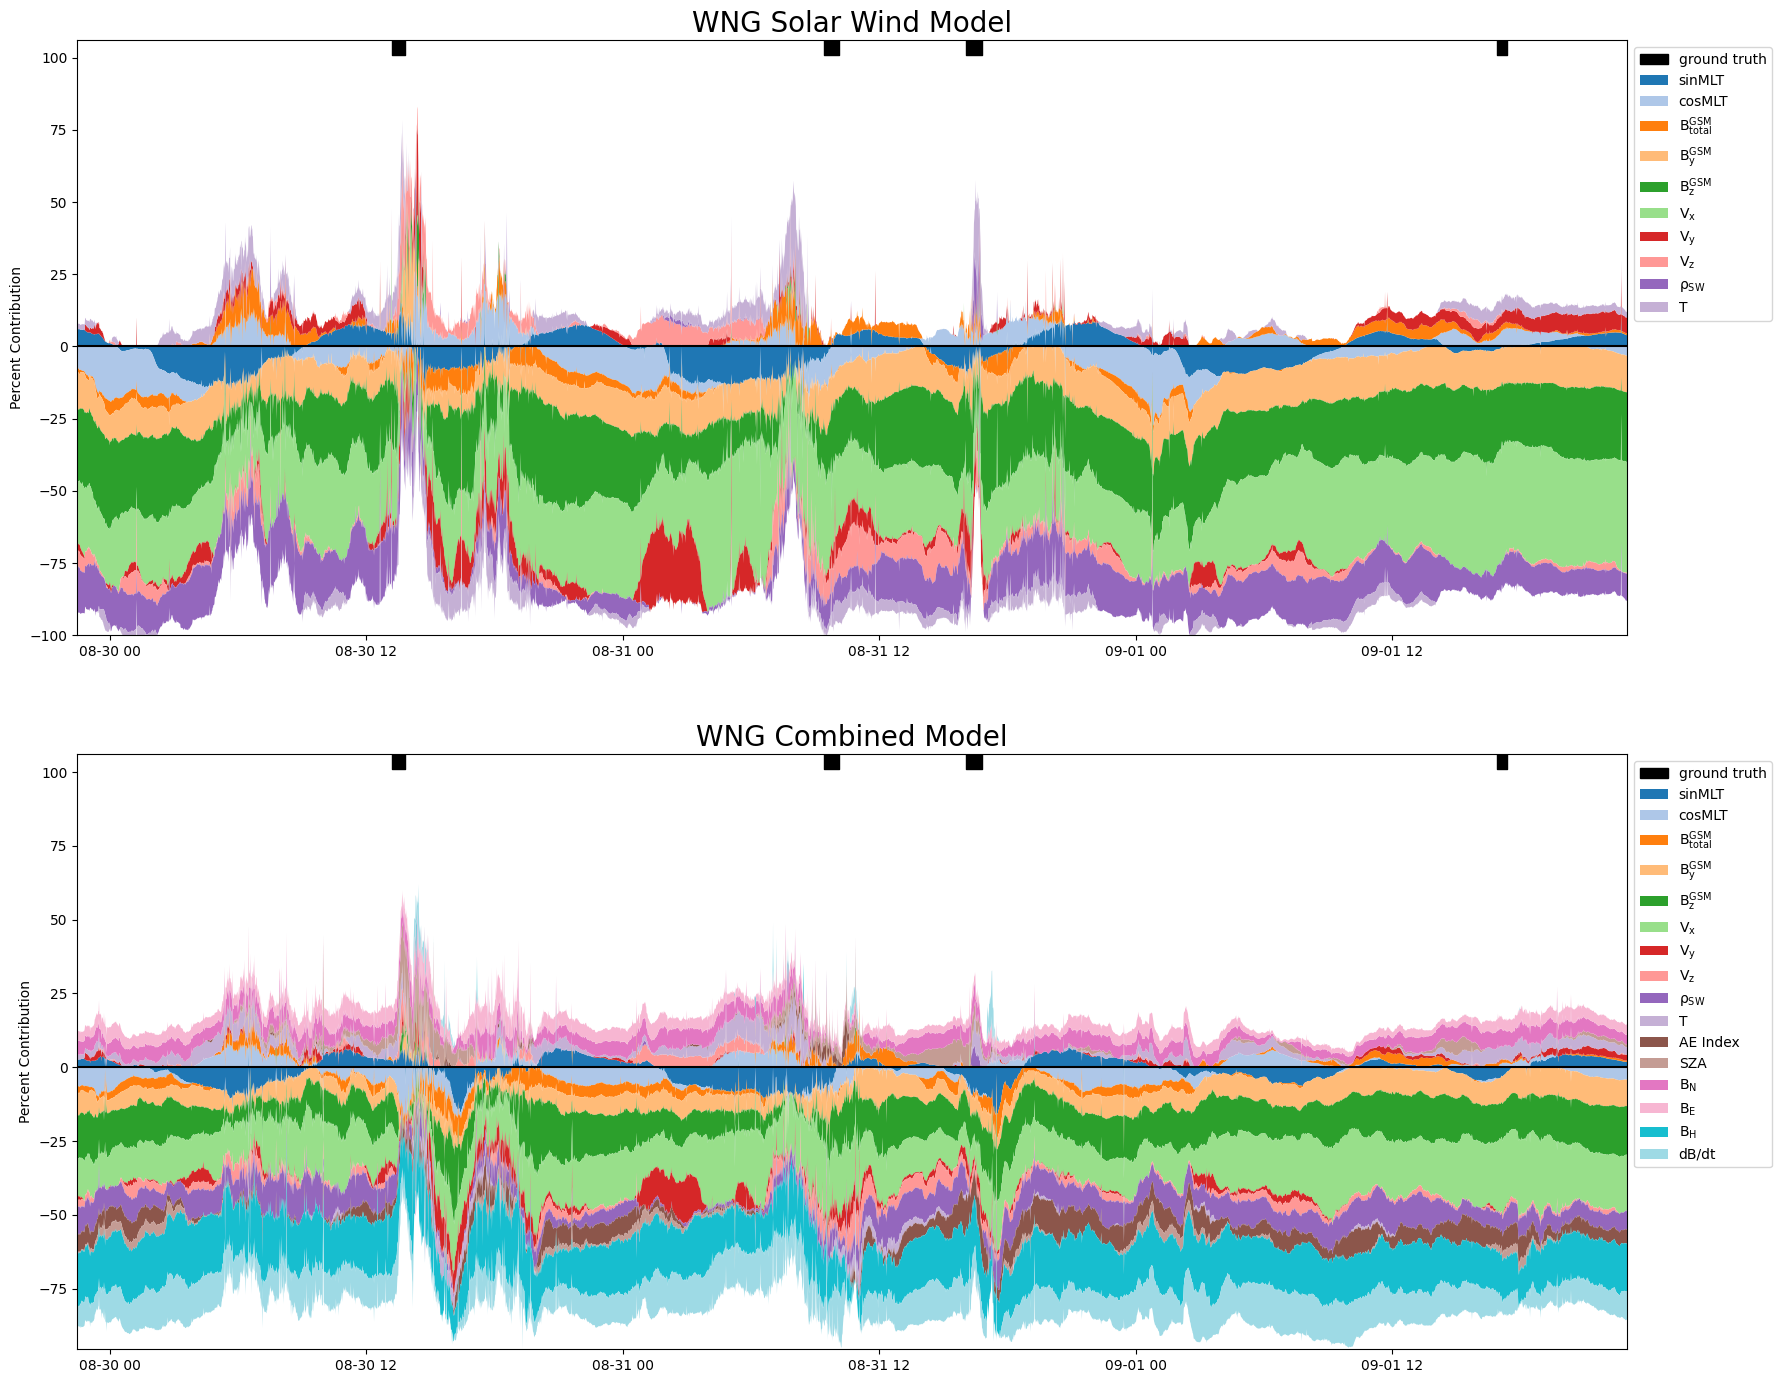 WNG Solar Wind Model
Percent Contribution
100
75
50
25
0
−25
−50
−75
−100
08-30 00
08-30 12
08-31 00
08-31 12
09-01 00
09-01 12
ground truth
sinMLT
cosMLT
B_total^GSM
B_y^GSM
B_z^GSM
V_x
V_y
V_z
ρ_SW
T
WNG Combined Model
Percent Contribution
100
75
50
25
0
−25
−50
−75
08-30 00
08-30 12
08-31 00
08-31 12
09-01 00
09-01 12
ground truth
sinMLT
cosMLT
B_total^GSM
B_y^GSM
B_z^GSM
V_x
V_y
V_z
ρ_SW
T
AE Index
SZA
B_N
B_E
B_H
dB/dt